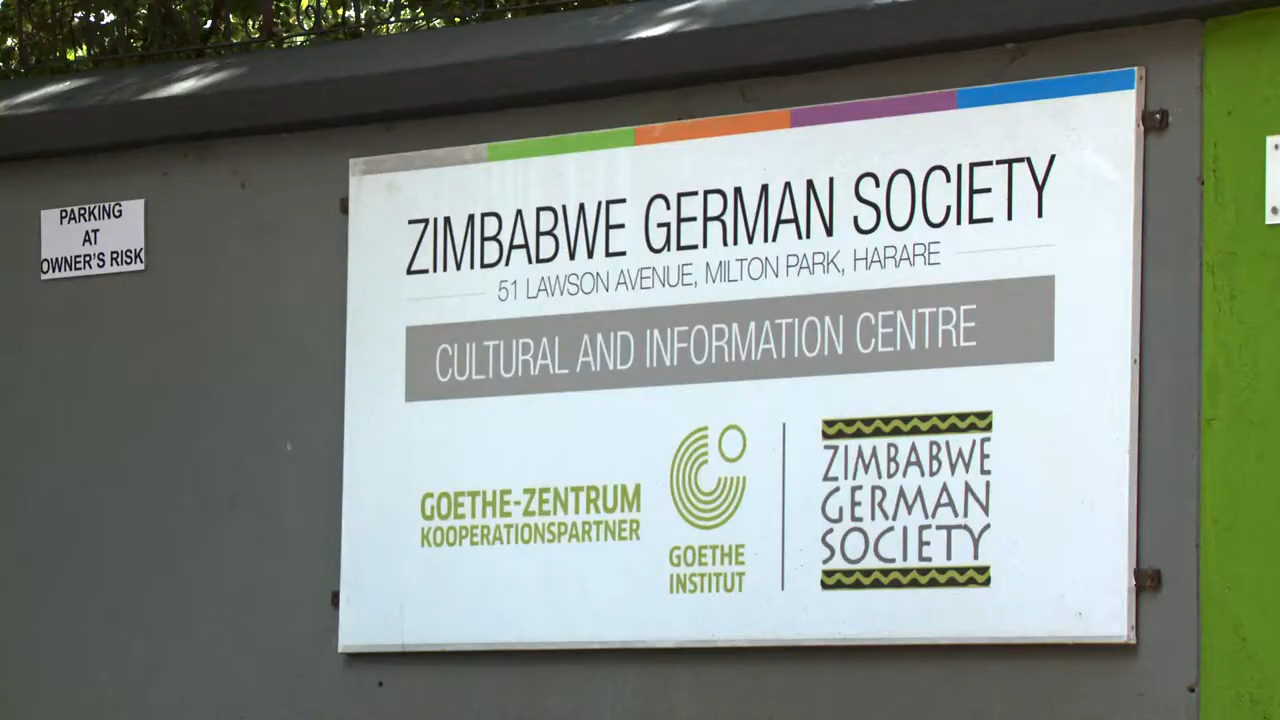 PARKING
AT
OWNER'S RISK
ZIMBABWE GERMAN SOCIETY
51 LAWSON AVENUE, MILTON PARK, HARARE
CULTURAL AND INFORMATION CENTRE
GOETHE-ZENTRUM
KOOPERATIONSPARTNER
GOETHE
INSTITUT
ZIMBABWE
GERMAN
SOCIETY